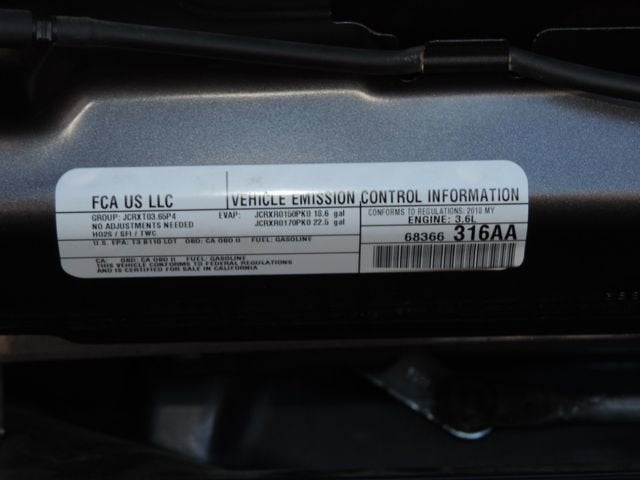 FCA US LLC VEHICLE EMISSION CONTROL INFORMATION
GROUP: JCRXT03.65P4 EVAP: JCRXR0150PK0 18.6 gal CONFORMS TO REGULATIONS: 2018 MY
NO ADJUSTMENTS NEEDED JCRXR0170PK0 22.5 gal ENGINE: 3.6L
HO2S / SFI / TWC
68366 316AA
U.S. EPA: T3 B110 LDT OBD: CA OBD II FUEL: GASOLINE
CA: OBD: CA OBD II FUEL: GASOLINE
THIS VEHICLE CONFORMS TO FEDERAL REGULATIONS
AND IS NOT CERTIFIED FOR SALE IN CALIFORNIA